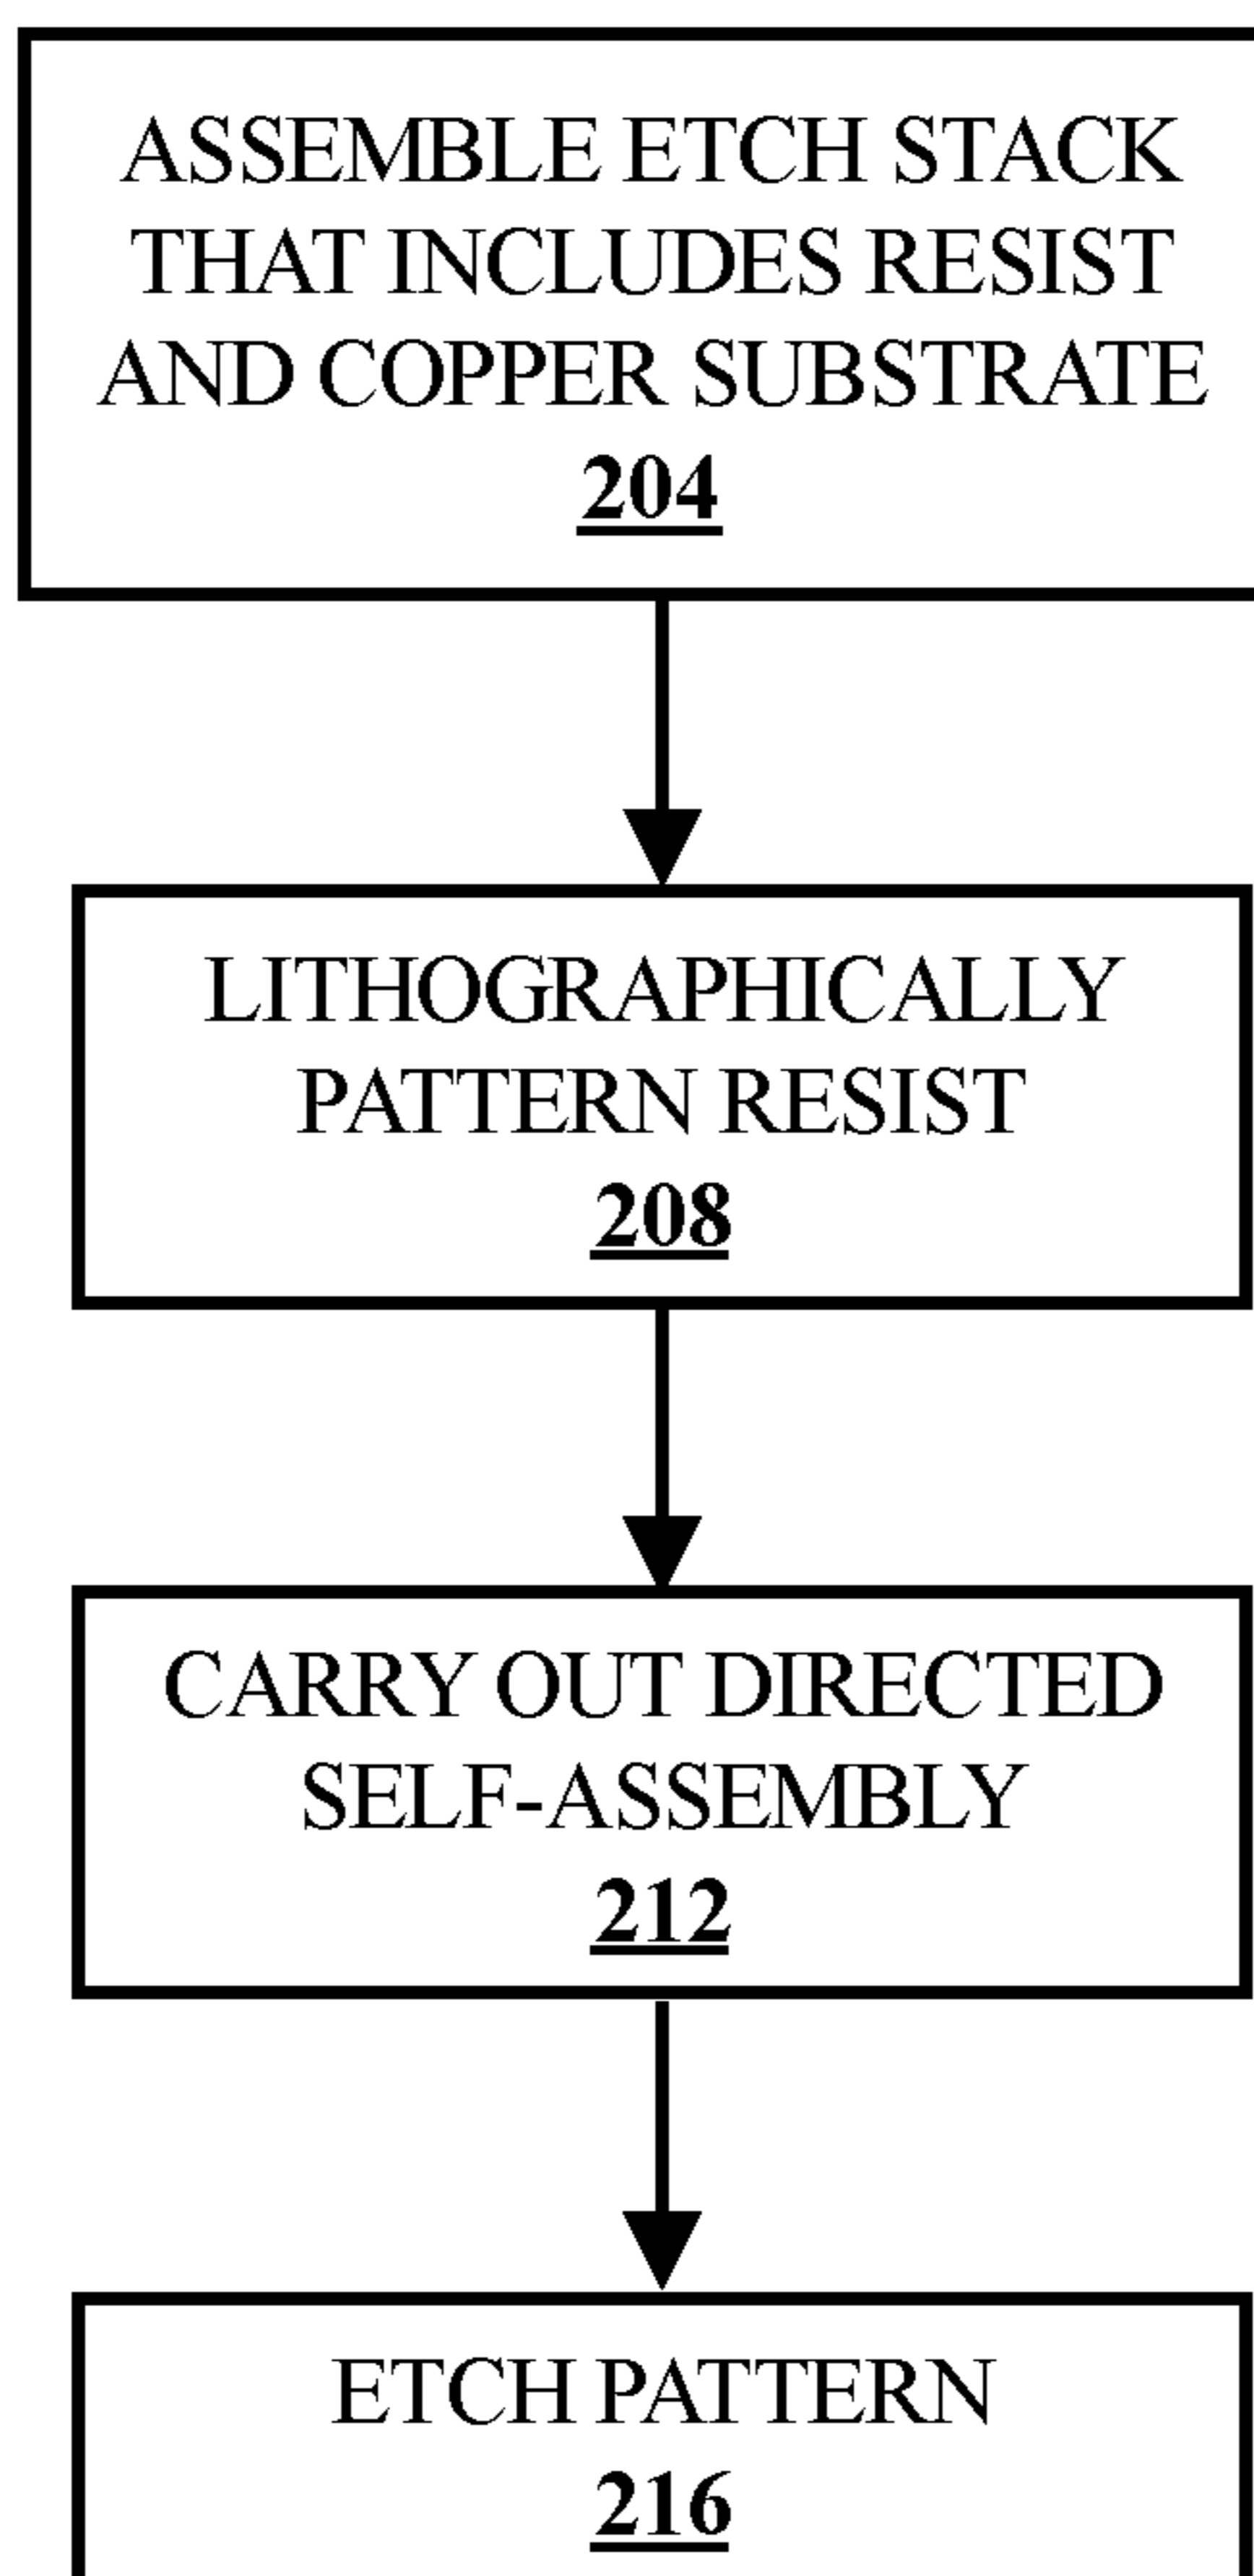 ASSEMBLE ETCH STACK
THAT INCLUDES RESIST
AND COPPER SUBSTRATE
204
LITHOGRAPHICALLY
PATTERN RESIST
208
CARRY OUT DIRECTED
SELF-ASSEMBLY
212
ETCH PATTERN
216